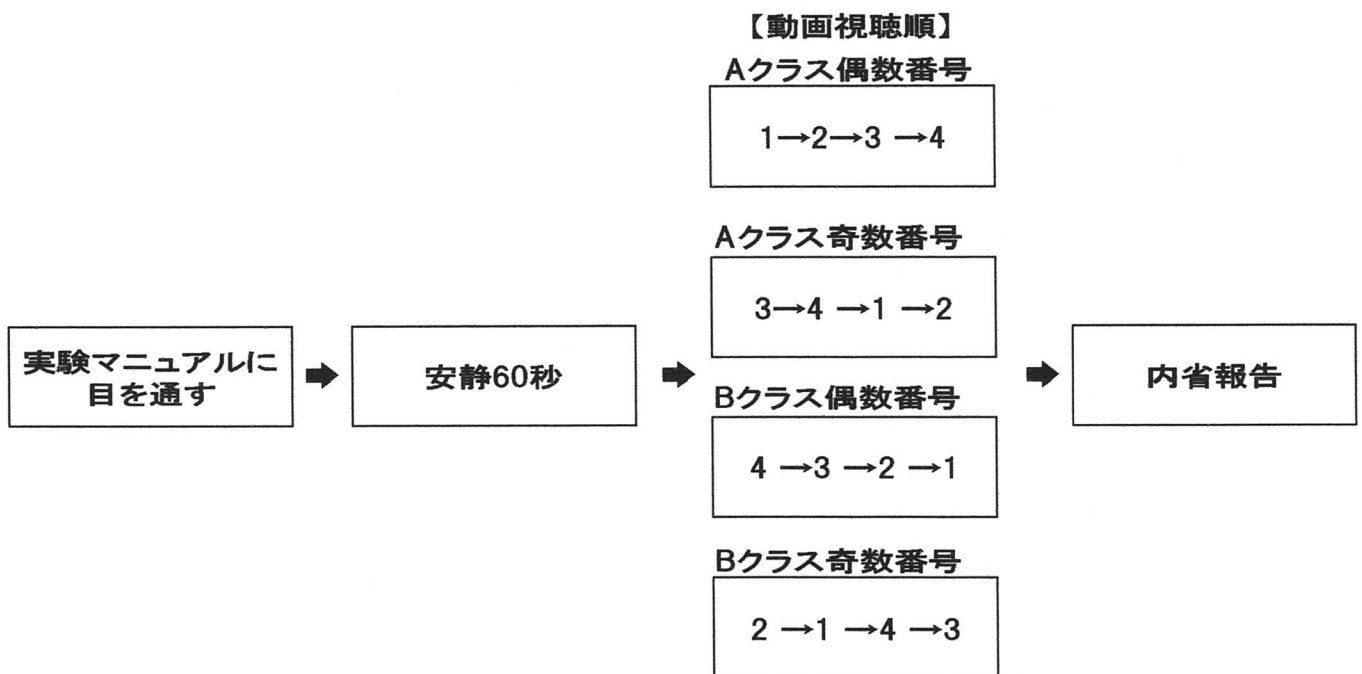 【動画視聴順】
Aクラス偶数番号
1→2→3 →4
Aクラス奇数番号
3→4 →1 →2
実験マニュアルに
目を通す
安静60秒
内省報告
Bクラス偶数番号
4 →3 →2 →1
Bクラス奇数番号
2 →1 →4 →3